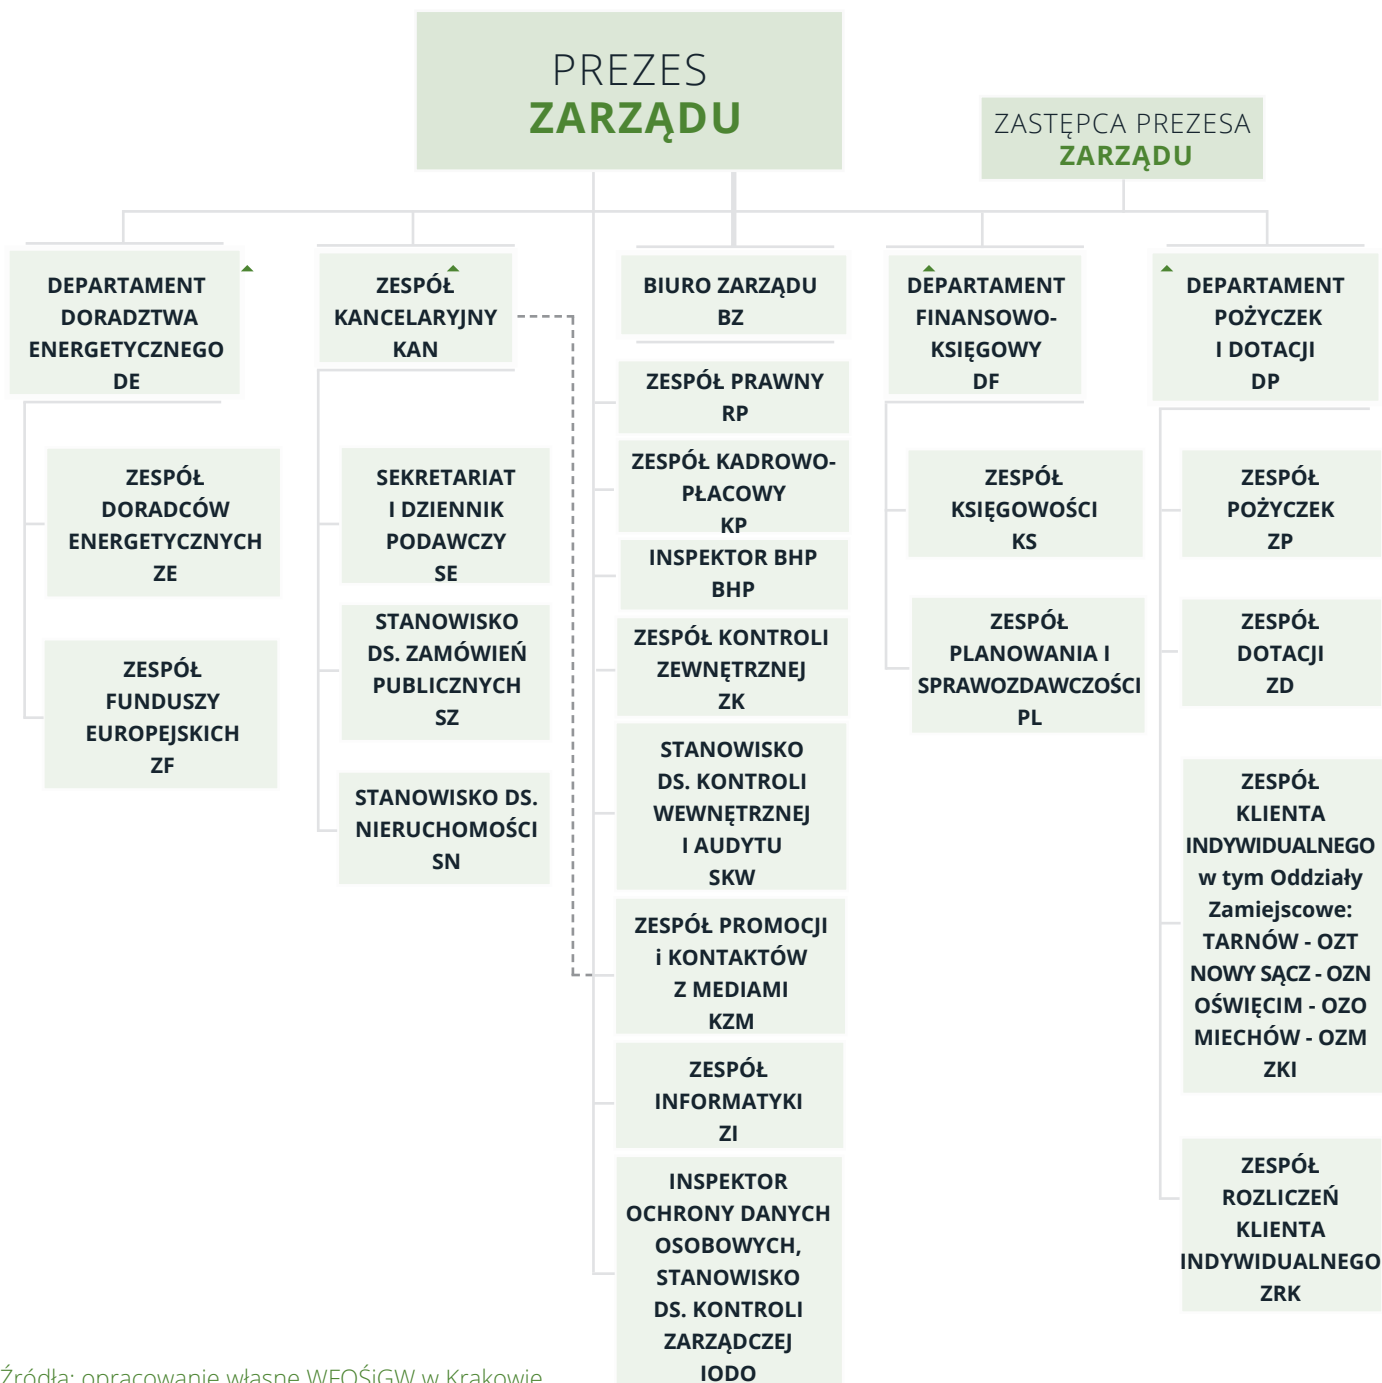 PREZES
ZARZĄDU
ZASTĘPCA PREZESA
ZARZĄDU
DEPARTAMENT
DORADZTWA
ENERGETYCZNEGO
DE
ZESPÓŁ
DORADCÓW
ENERGETYCZNYCH
ZE
ZESPÓŁ
FUNDUSZY
EUROPEJSKICH
ZF
ZESPÓŁ
KANCELARYJNY
KAN
SEKRETARIAT
I DZIENNIK
PODAWCZY
SE
STANOWISKO
DS. ZAMÓWIEŃ
PUBLICZNYCH
SZ
STANOWISKO DS.
NIERUCHOMOŚCI
SN
BIURO ZARZĄDU
BZ
ZESPÓŁ PRAWNY
RP
ZESPÓŁ KADROWO-
PŁACOWY
KP
INSPEKTOR BHP
BHP
ZESPÓŁ KONTROLI
ZEWNĘTRZNEJ
ZK
STANOWISKO
DS. KONTROLI
WEWNĘTRZNEJ
I AUDYTU
SKW
ZESPÓŁ PROMOCJI
i KONTAKTÓW
Z MEDIAMI
KZM
ZESPÓŁ
INFORMATYKI
ZI
INSPEKTOR
OCHRONY DANYCH
OSOBOWYCH,
STANOWISKO
DS. KONTROLI
ZARZĄDCZEJ
IODO
DEPARTAMENT
FINANSOWO-
KSIĘGOWY
DF
ZESPÓŁ
KSIĘGOWOŚCI
KS
ZESPÓŁ
PLANOWANIA I
SPRAWOZDAWCZOŚCI
PL
DEPARTAMENT
POŻYCZEK
I DOTACJI
DP
ZESPÓŁ
POŻYCZEK
ZP
ZESPÓŁ
DOTACJI
ZD
ZESPÓŁ
KLIENTA
INDYWIDUALNEGO
w tym Oddziały
Zamiejscowe:
TARNÓW - OZT
NOWY SĄCZ - OZN
OŚWIĘCIM - OZO
MIECHÓW - OZM
ZKI
ZESPÓŁ
ROZLICZEŃ
KLIENTA
INDYWIDUALNEGO
ZRK
Źródła: opracowanie własne WFOŚiGW w Krakowie